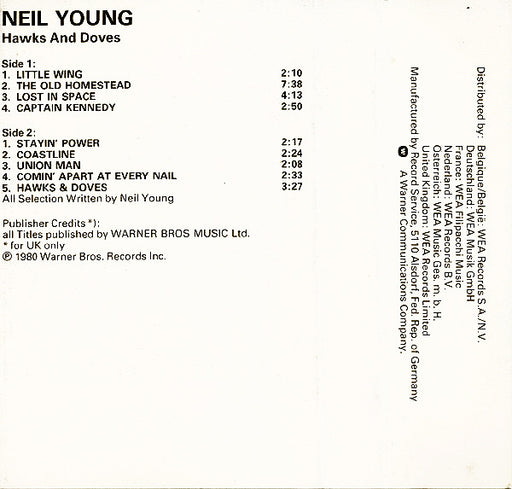 NEIL YOUNG
Hawks And Doves
Side 1:
1. LITTLE WING 2:10
2. THE OLD HOMESTEAD 7:38
3. LOST IN SPACE 4:13
4. CAPTAIN KENNEDY 2:50
Side 2:
1. STAYIN' POWER 2:17
2. COASTLINE 2:24
3. UNION MAN 2:08
4. COMIN' APART AT EVERY NAIL 2:33
5. HAWKS & DOVES 3:27
All Selection Written by Neil Young
Publisher Credits *):
all Titles published by WARNER BROS MUSIC Ltd.
* for UK only
℗ 1980 Warner Bros. Records Inc.
Distributed by: Belgique/België: WEA Records S.A./N.V.
Deutschland: WEA Musik GmbH
France: WEA Filipacchi Music
Nederland: WEA Records B.V.
Österreich: WEA Music Ges. m. b. H.
United Kingdom: WEA Records Limited
Manufactured by Record Service, 5110 Alsdorf, Fed. Rep. of Germany
A Warner Communications Company.